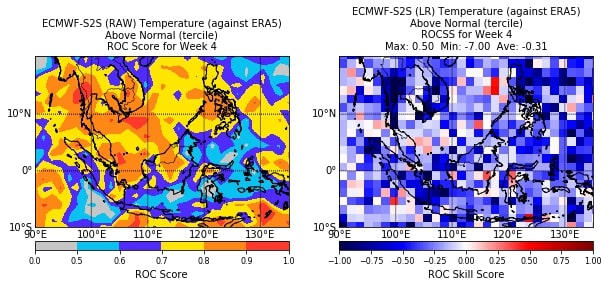 ECMWF-S2S (RAW) Temperature (against ERA5)
Above Normal (tercile)
ROC Score for Week 4
10°N
0°
10°S
90°E 100°E 110°E 120°E 130°E
0.0 0.5 0.6 0.7 0.8 0.9 1.0
ROC Score
ECMWF-S2S (LR) Temperature (against ERA5)
Above Normal (tercile)
ROCSS for Week 4
Max: 0.50 Min: -7.00 Ave: -0.31
10°N
0°
10°S
90°E 100°E 110°E 120°E 130°E
−1.00 −0.75 −0.50 −0.25 0.00 0.25 0.50 0.75 1.00
ROC Skill Score